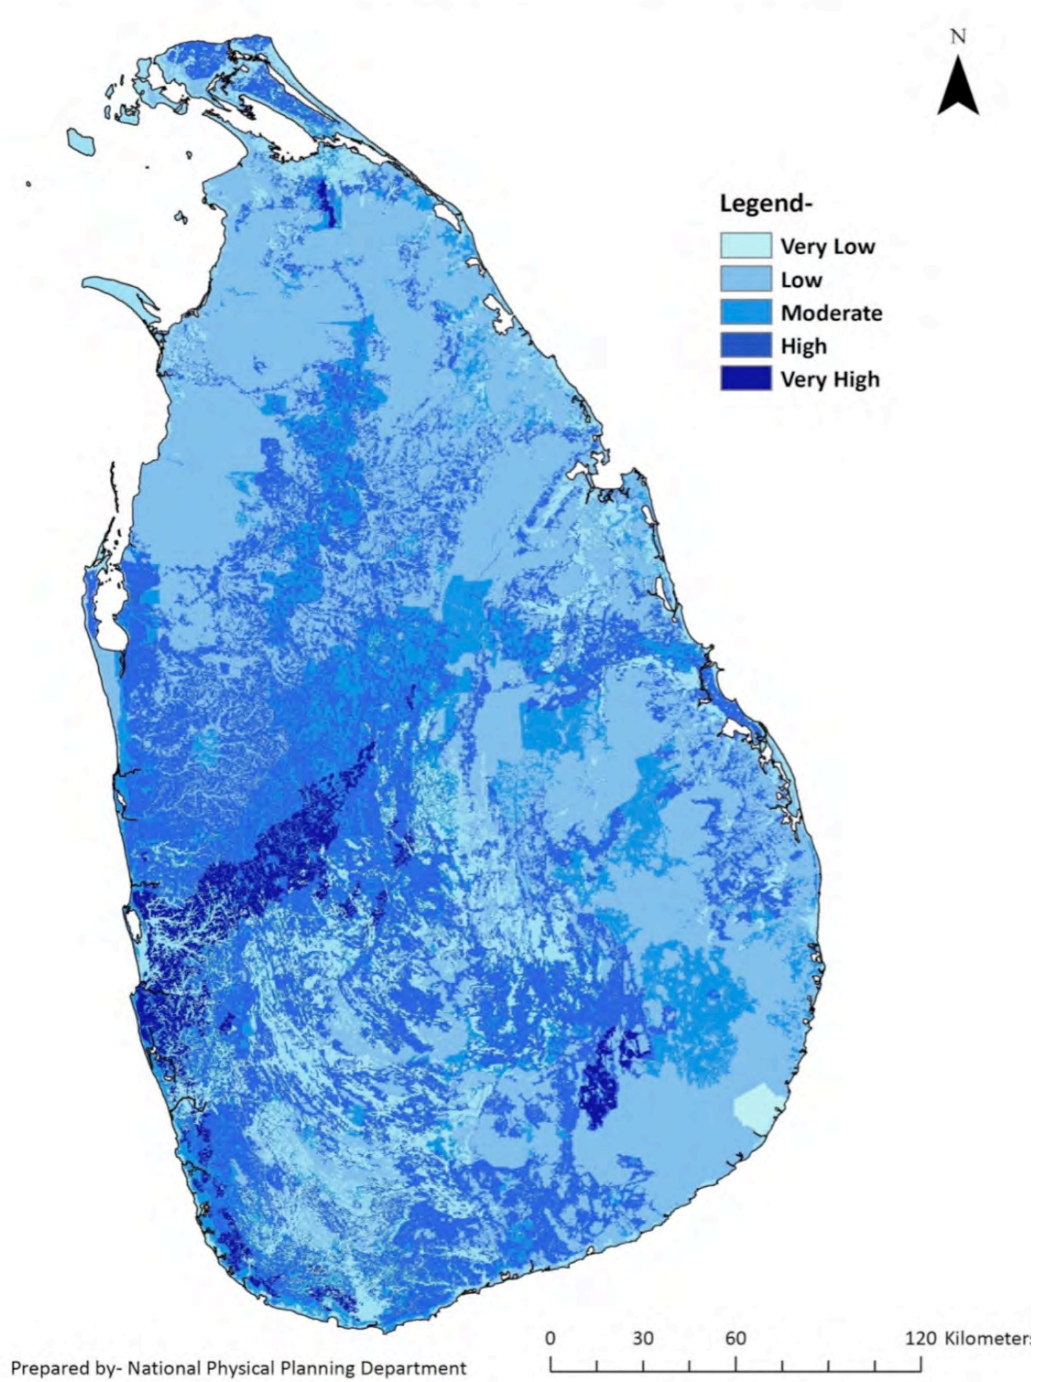 N
Legend-
Very Low
Low
Moderate
High
Very High
0 30 60 120 Kilometer
Prepared by- National Physical Planning Department